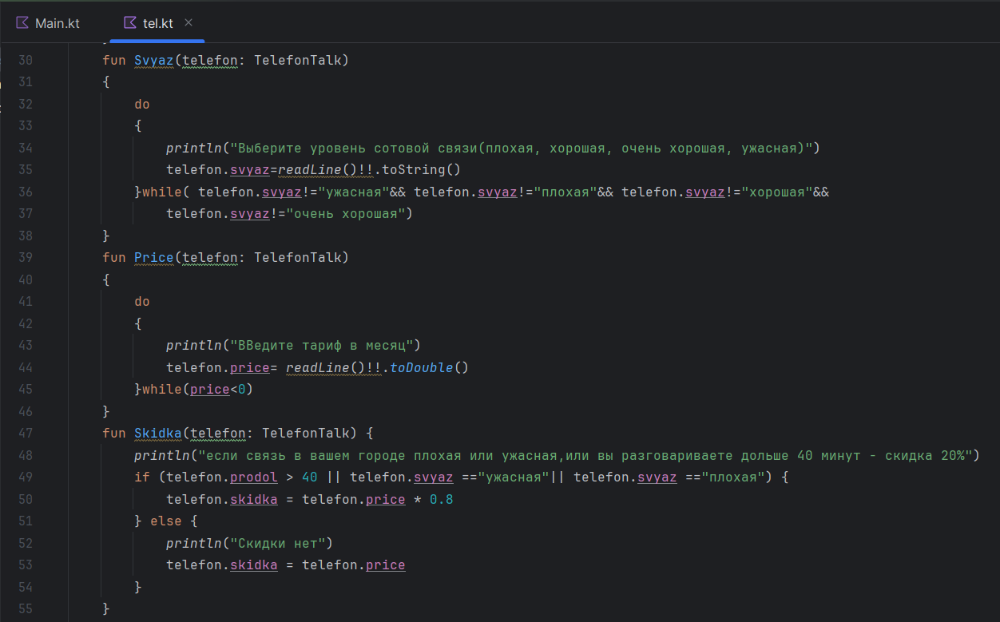 Main.kt
tel.kt
30 fun Svyaz(telefon: TelefonTalk)
31 {
32 do
33 {
34 println("Выберите уровень сотовой связи(плохая, хорошая, очень хорошая, ужасная)")
35 telefon.svyaz=readLine()!!.toString()
36 }while( telefon.svyaz!="ужасная"&& telefon.svyaz!="плохая"&& telefon.svyaz!="хорошая"&&
37 telefon.svyaz!="очень хорошая")
38 }
39 fun Price(telefon: TelefonTalk)
40 {
41 do
42 {
43 println("ВВедите тариф в месяц")
44 telefon.price= readLine()!!.toDouble()
45 }while(price<0)
46 }
47 fun Skidka(telefon: TelefonTalk) {
48 println("если связь в вашем городе плохая или ужасная,или вы разговариваете дольше 40 минут - скидка 20%")
49 if (telefon.prodol > 40 || telefon.svyaz =="ужасная"|| telefon.svyaz =="плохая") {
50 telefon.skidka = telefon.price * 0.8
51 } else {
52 println("Скидки нет")
53 telefon.skidka = telefon.price
54 }
55 }